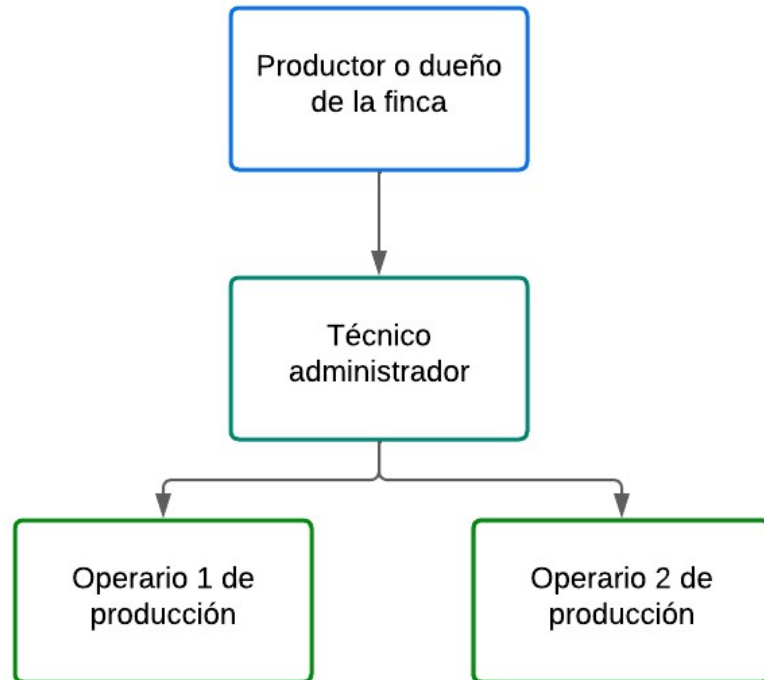 Productor o dueño
de la finca
Técnico
administrador
Operario 1 de
producción
Operario 2 de
producción